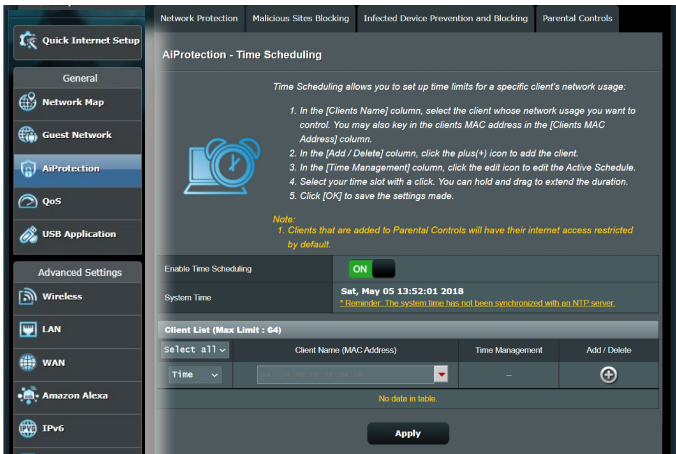 Network Protection
Malicious Sites Blocking
Infected Device Prevention and Blocking
Parental Controls
Quick Internet Setup
General
Network Map
Guest Network
AiProtection
QoS
USB Application
Advanced Settings
Wireless
LAN
WAN
Amazon Alexa
IPv6
AiProtection - Time Scheduling
Time Scheduling allows you to set up time limits for a specific client's network usage:
1. In the [Clients Name] column, select the client whose network usage you want to
control. You may also key in the clients MAC address in the [Clients MAC
Address] column.
2. In the [Add / Delete] column, click the plus(+) icon to add the client.
3. In the [Time Management] column, click the edit icon to edit the Active Schedule.
4. Select your time slot with a click. You can hold and drag to extend the duration.
5. Click [OK] to save the settings made.
Note:
1. Clients that are added to Parental Controls will have their internet access restricted
by default.
Enable Time Scheduling
ON
System Time
Sat, May 05 13:52:01 2018
* Reminder: The system time has not been synchronized with an NTP server.
Client List (Max Limit : 64)
Select all
Client Name (MAC Address)
Time Management
Add / Delete
Time
--
No data in table.
Apply